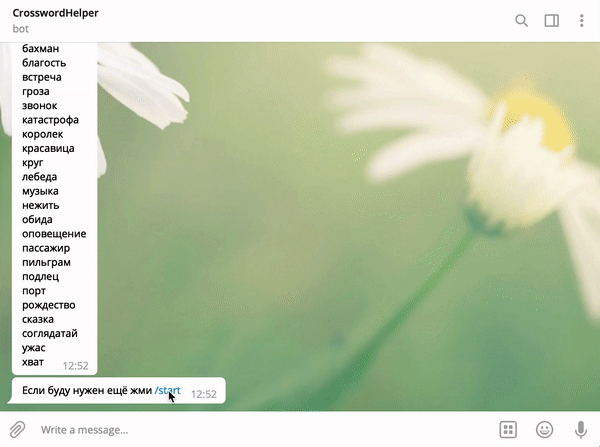 CrosswordHelper
bot
бахман
благость
встреча
гроза
звонок
катастрофа
королек
красавица
круг
лебеда
музыка
нежить
обида
оповещение
пассажир
пильграм
подлец
порт
рождество
сказка
соглядатай
ужас
хват
12:52
Если буду нужен ещё жми /start
12:52
Write a message...